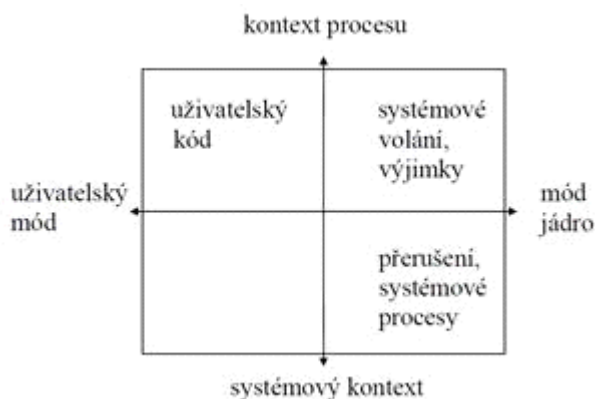 kontext procesu
uživatelský
kód
systémové
volání,
výjimky
uživatelský
mód
mód
jádro
přerušení,
systémové
procesy
systémový kontext